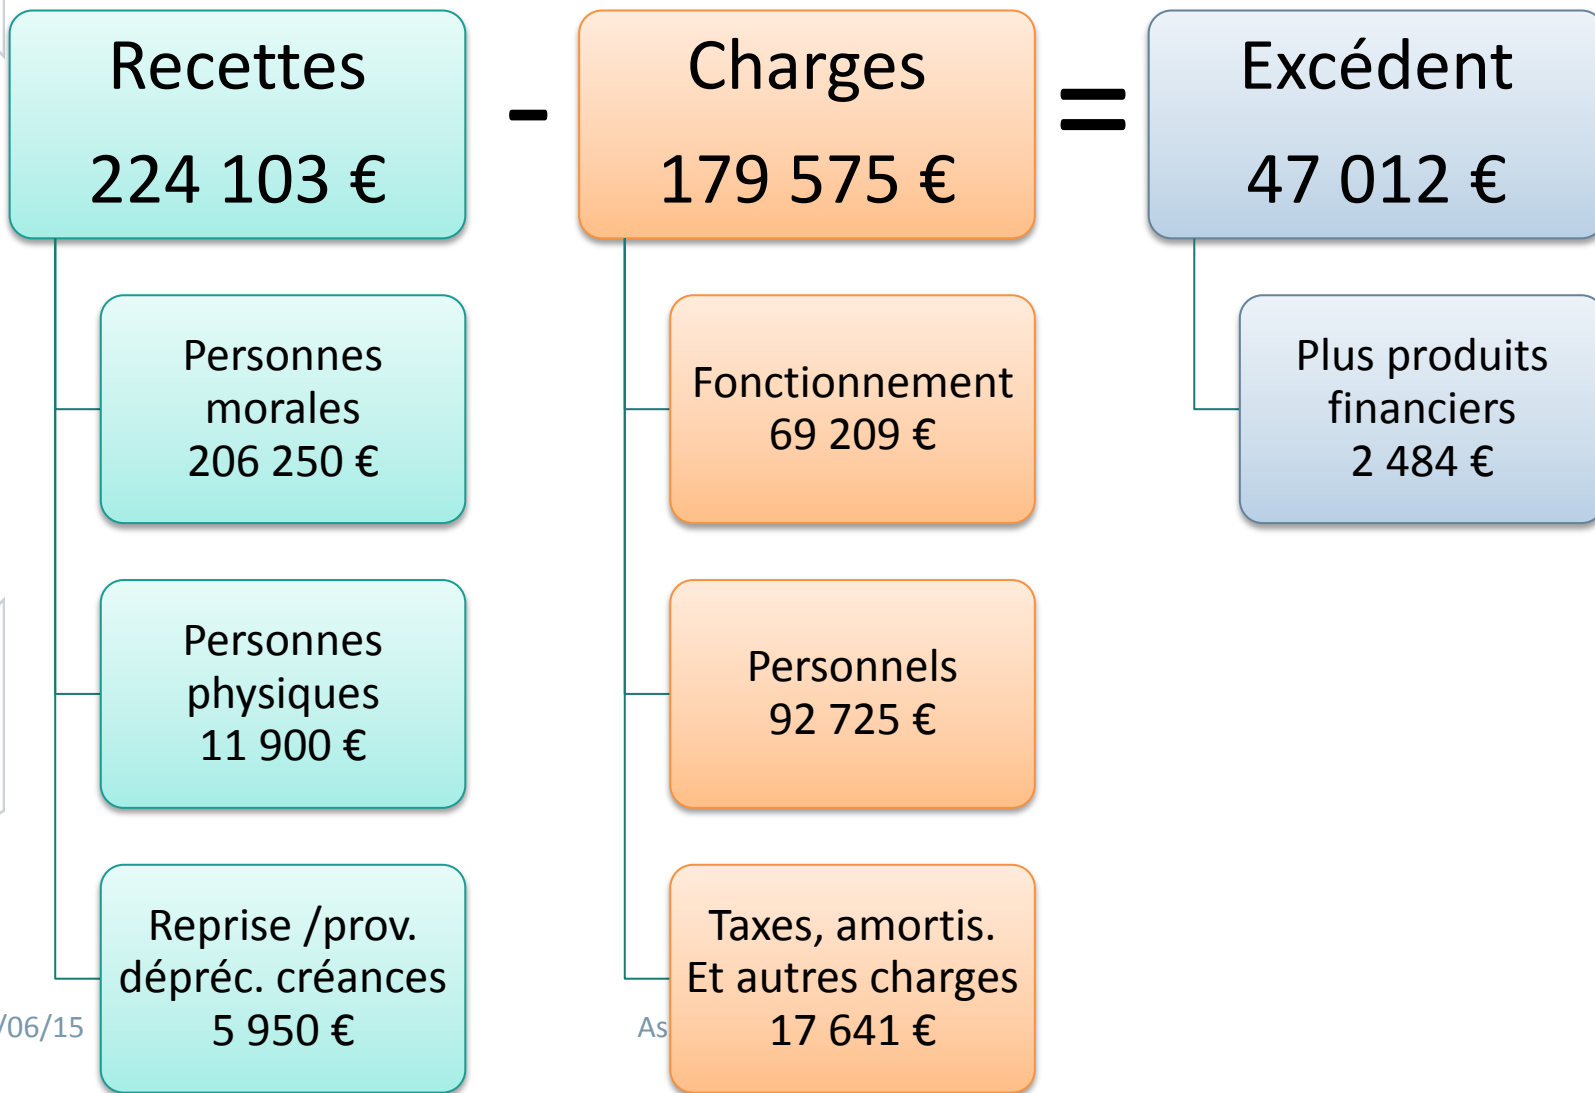 Recettes
224 103 €
-
Charges
179 575 €
=
Excédent
47 012 €
Personnes
morales
206 250 €
Fonctionnement
69 209 €
Plus produits
financiers
2 484 €
Personnes
physiques
11 900 €
Personnels
92 725 €
Reprise /prov.
dépréc. créances
5 950 €
Taxes, amortis.
Et autres charges
17 641 €
/06/15
As